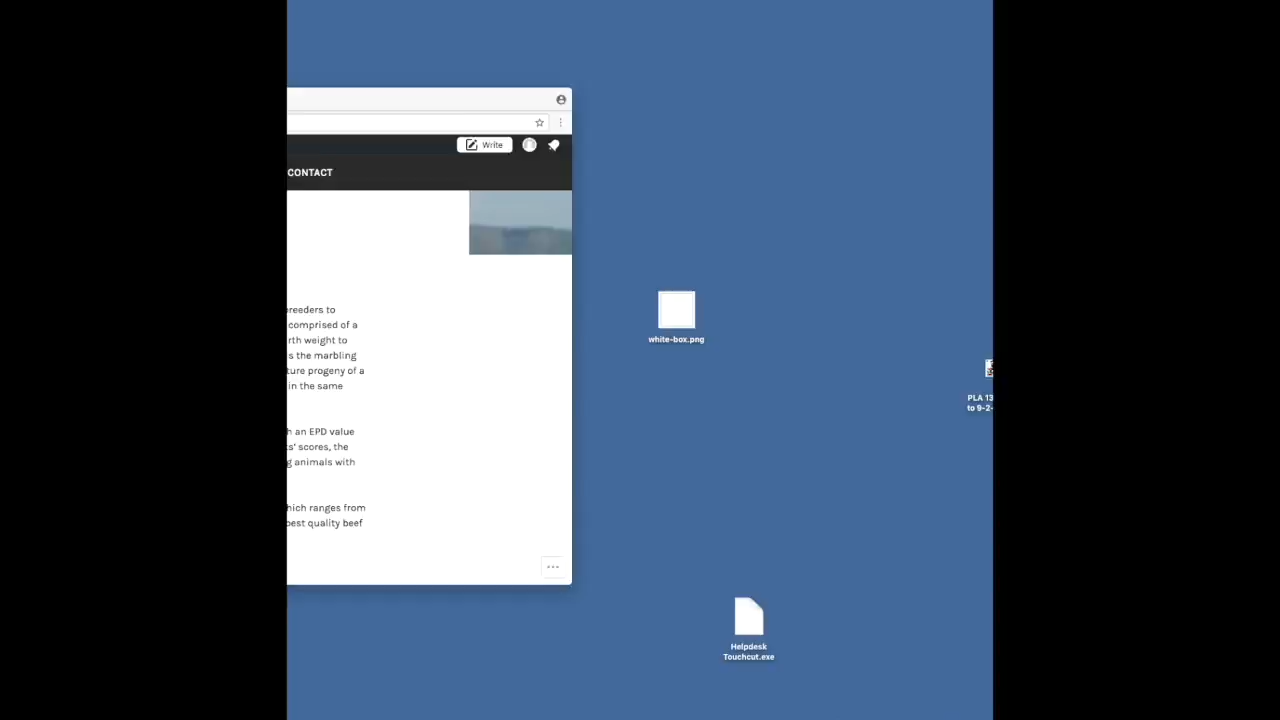 Write
CONTACT
breeders to
comprised of a
rth weight to
s the marbling
ture progeny of a
in the same
h an EPD value
ts' scores, the
g animals with
hich ranges from
best quality beef
white-box.png
PLA 13
to 9-2-
Helpdesk
Touchcut.exe